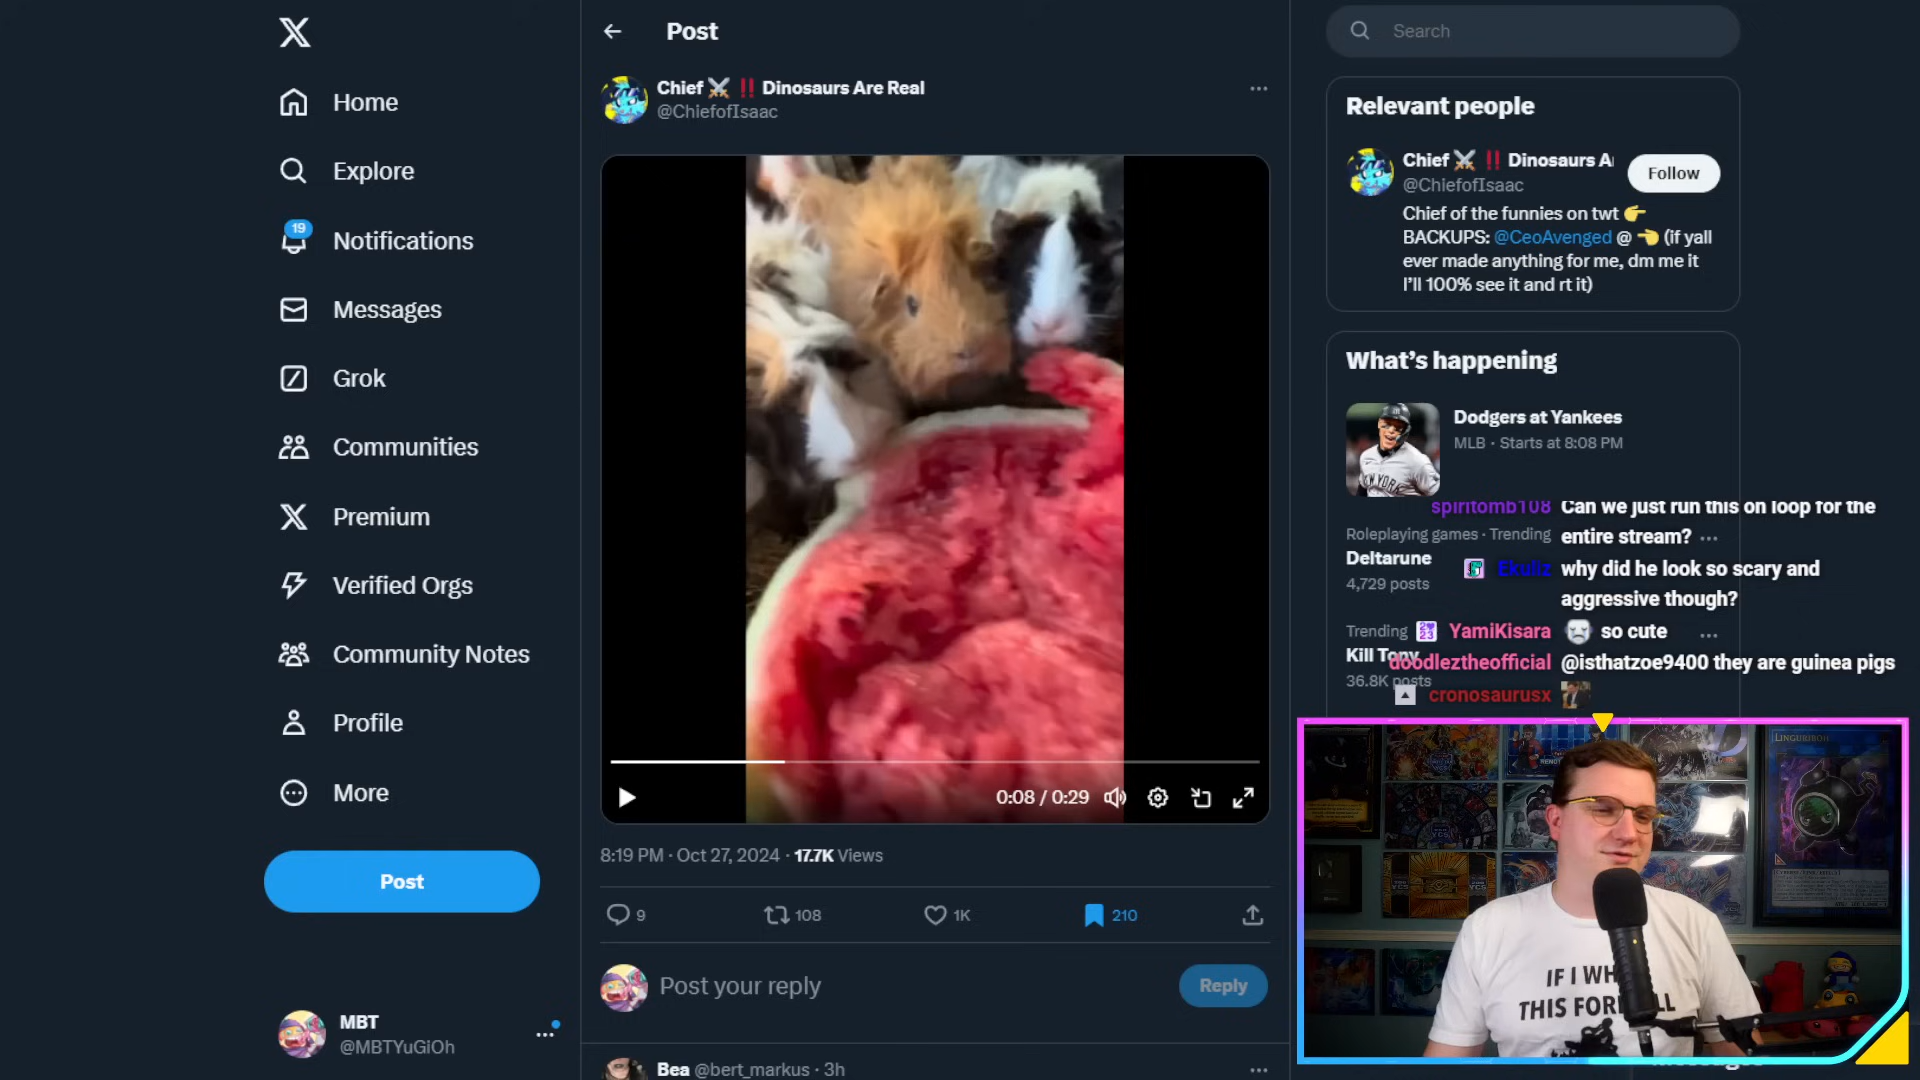 Home
Explore
19
Notifications
Messages
Grok
Communities
Premium
Verified Orgs
Community Notes
Profile
More
Post
MBT
@MBTYuGiOh
Post
Chief ⚔️ ‼️ Dinosaurs Are Real
@ChiefofIsaac
0:08 / 0:29
8:19 PM · Oct 27, 2024 · 17.7K Views
9
108
1K
210
Post your reply
Reply
Bea @bert_markus · 3h
Search
Relevant people
Chief ⚔️ ‼️ Dinosaurs A
@ChiefofIsaac
Follow
Chief of the funnies on twt 👉
BACKUPS: @CeoAvenged @ 👈 (if yall
ever made anything for me, dm me it
I'll 100% see it and rt it)
What's happening
Dodgers at Yankees
MLB · Starts at 8:08 PM
NEW YORK
Roleplaying games · Trending
Deltarune
4,729 posts
Trending
Kill Tony
36.8K posts
spiritomb108 Can we just run this on loop for the
entire stream?
Ekuliz why did he look so scary and
aggressive though?
YamiKisara so cute
doodleztheofficial @isthatzoe9400 they are guinea pigs
cronosaurusx
LINGURIBOH
IF I WH
THIS FOR